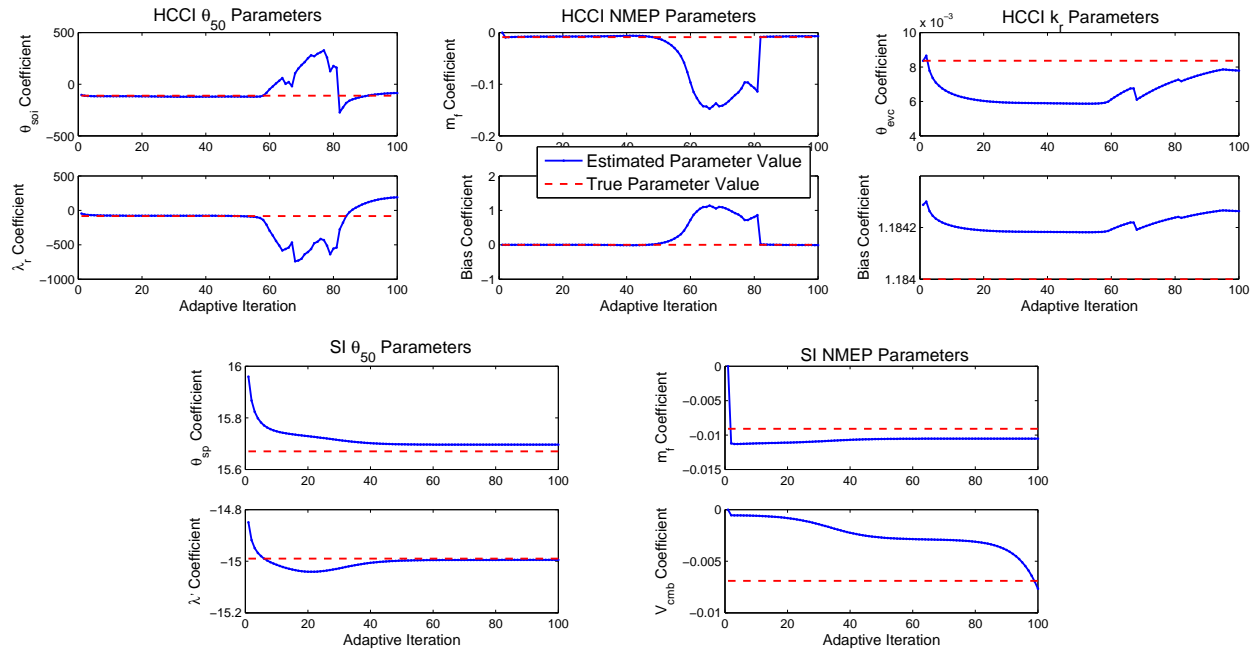 HCCI θ50 Parameters
500
0
−500
0 20 40 60 80 100
θsoi Coefficient
500
0
−500
−1000
0 20 40 60 80 100
λr Coefficient
Adaptive Iteration
HCCI NMEP Parameters
0
−0.1
−0.2
0 20 40 60 80 100
mf Coefficient
Estimated Parameter Value
True Parameter Value
2
1
0
−1
0 20 40 60 80 100
Bias Coefficient
Adaptive Iteration
HCCI kr Parameters
x 10−3
10
8
6
4
0 20 40 60 80 100
θevc Coefficient
1.1842
1.184
0 20 40 60 80 100
Bias Coefficient
Adaptive Iteration
SI θ50 Parameters
16
15.8
15.6
0 20 40 60 80 100
θsp Coefficient
−14.8
−15
−15.2
0 20 40 60 80 100
λ' Coefficient
Adaptive Iteration
SI NMEP Parameters
0
−0.005
−0.01
−0.015
0 20 40 60 80 100
mf Coefficient
0
−0.005
−0.01
0 20 40 60 80 100
Vcmb Coefficient
Adaptive Iteration